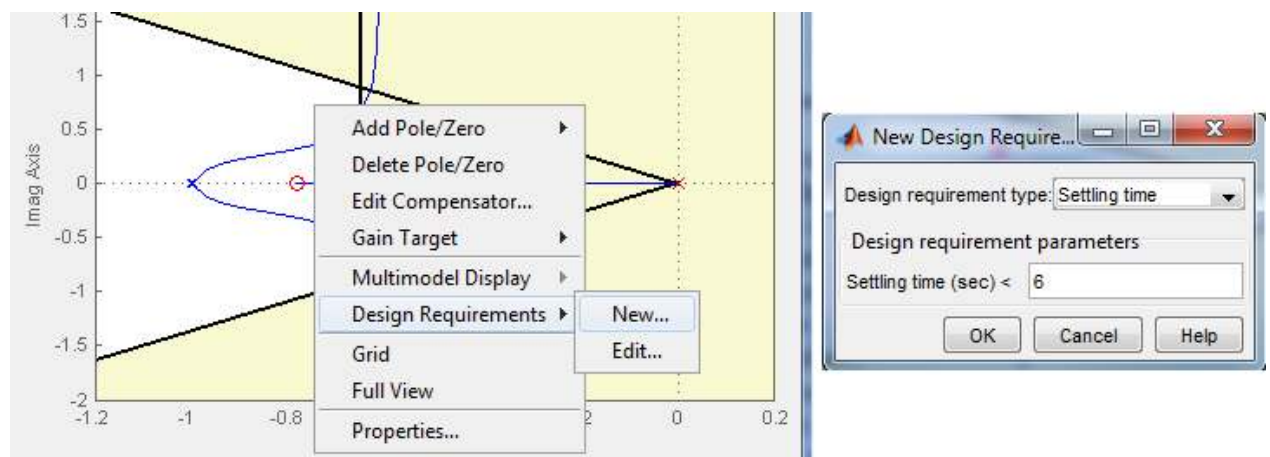 1.5
1
0.5
0
-0.5
-1
-1.5
-2
Imag Axis
-1.2 -1 -0.8 2 0 0.2
Add Pole/Zero
Delete Pole/Zero
Edit Compensator...
Gain Target
Multimodel Display
Design Requirements
Grid
Full View
Properties...
New...
Edit...
New Design Require...
Design requirement type: Settling time
Design requirement parameters
Settling time (sec) < 6
OK Cancel Help